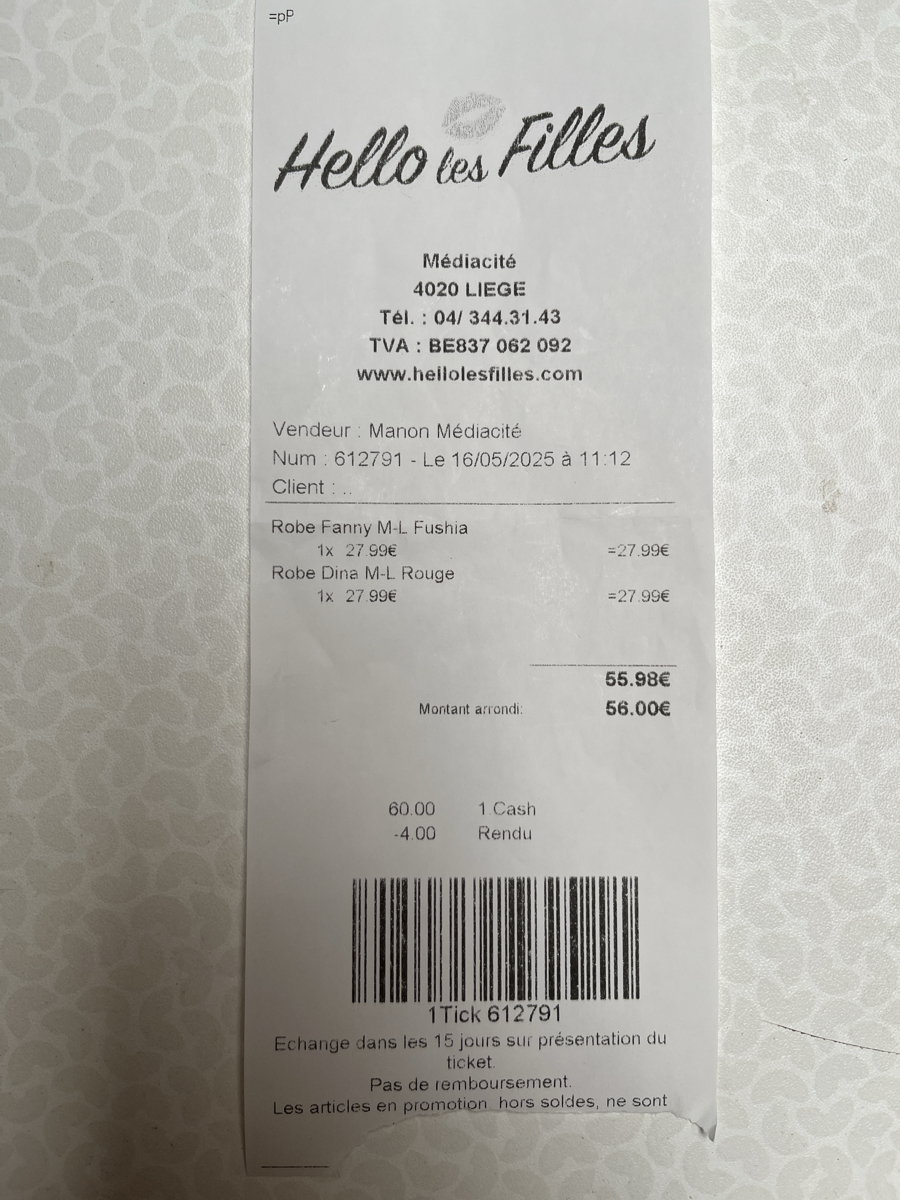 =pP
Hello les Filles
Médiacité
4020 LIEGE
Tél. : 04/ 344.31.43
TVA : BE837 062 092
www.hellolesfilles.com
Vendeur : Manon Médiacité
Num : 612791 - Le 16/05/2025 à 11:12
Client : ..
Robe Fanny M-L Fushia
1x 27.99€ =27.99€
Robe Dina M-L Rouge
1x 27.99€ =27.99€
55.98€
Montant arrondi: 56.00€
60.00 1 Cash
-4.00 Rendu
1Tick 612791
Echange dans les 15 jours sur présentation du
ticket.
Pas de remboursement.
Les articles en promotion hors soldes, ne sont